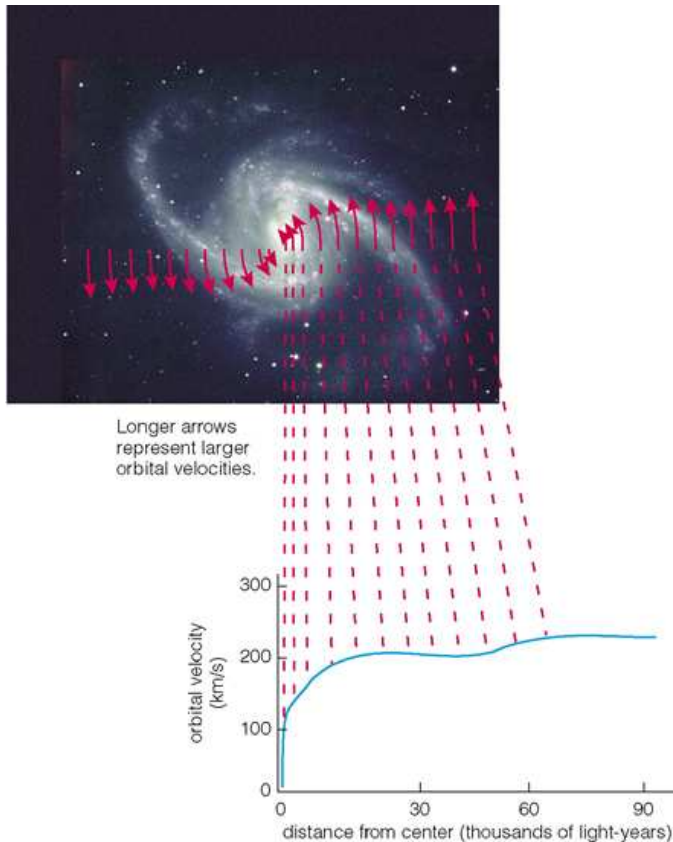 Longer arrows
represent larger
orbital velocities.
300
200
100
0
orbital velocity
(km/s)
0 30 60 90
distance from center (thousands of light-years)